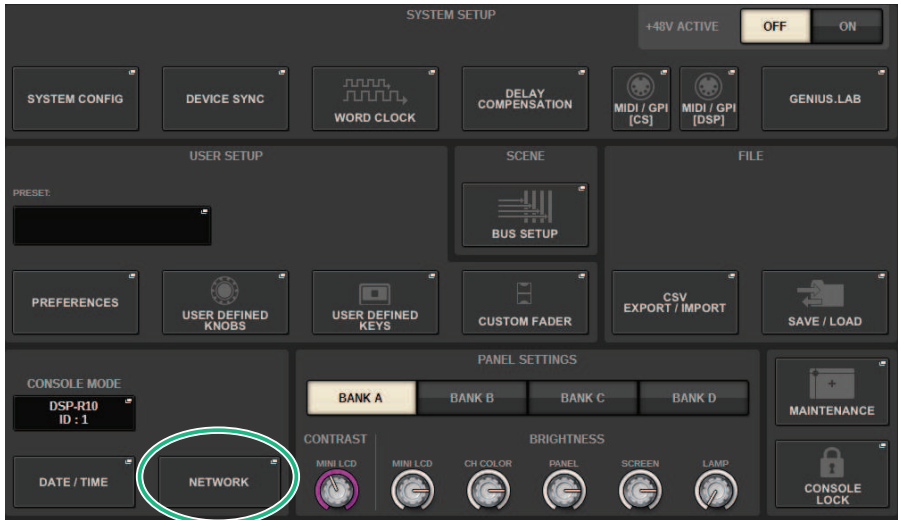 SYSTEM SETUP
+48V ACTIVE
OFF
ON
SYSTEM CONFIG
DEVICE SYNC
WORD CLOCK
DELAY
COMPENSATION
MIDI / GPI
[CS]
MIDI / GPI
[DSP]
GENIUS.LAB
USER SETUP
SCENE
FILE
PRESET:
BUS SETUP
PREFERENCES
USER DEFINED
KNOBS
USER DEFINED
KEYS
CUSTOM FADER
CSV
EXPORT / IMPORT
SAVE / LOAD
CONSOLE MODE
DSP-R10
ID : 1
DATE / TIME
NETWORK
PANEL SETTINGS
BANK A
BANK B
BANK C
BANK D
CONTRAST
BRIGHTNESS
MINI LCD
MINI LCD
CH COLOR
PANEL
SCREEN
LAMP
MAINTENANCE
CONSOLE
LOCK